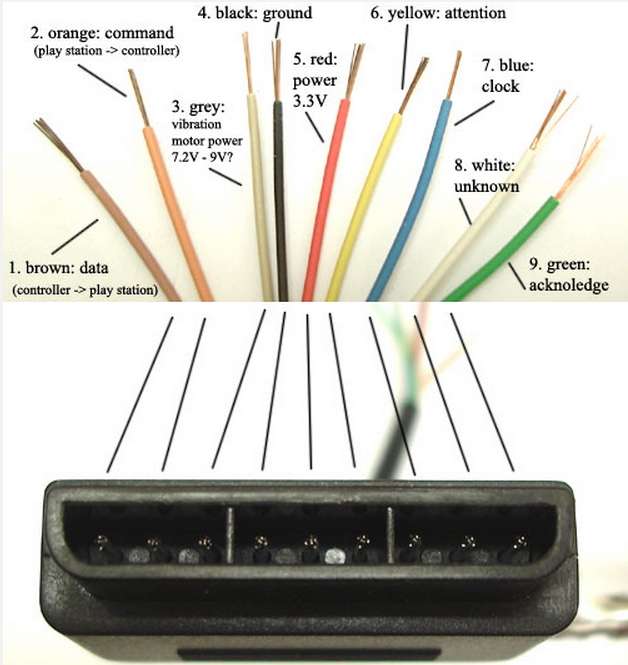 1. brown: data
(controller -> play station)
2. orange: command
(play station -> controller)
3. grey:
vibration
motor power
7.2V - 9V?
4. black: ground
5. red:
power
3.3V
6. yellow: attention
7. blue:
clock
8. white:
unknown
9. green:
acknoledge